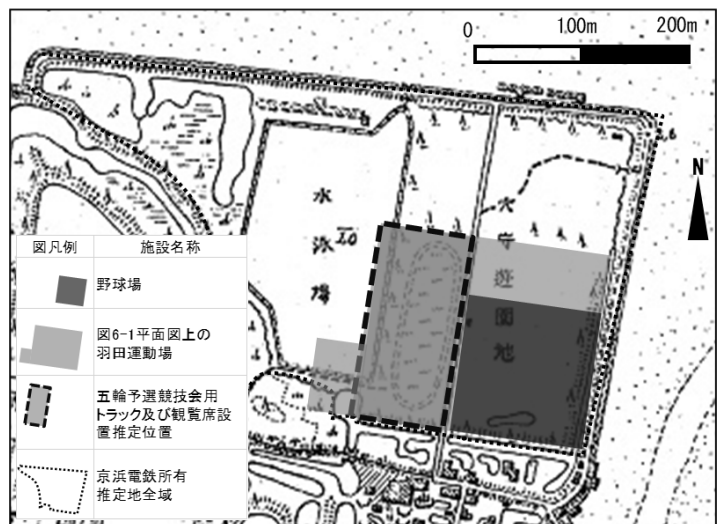 0 1,00m 200m
N
水泳場
穴守遊園地
図凡例 施設名称
野球場
図6-1平面図上の
羽田運動場
五輪予選競技会用
トラック及び観覧席設
置推定位置
京浜電鉄所有
推定地全域